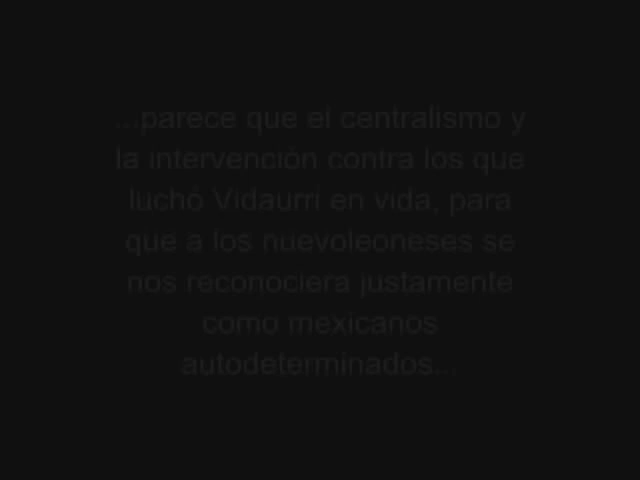 ...parece que el centralismo y
la intervención contra los que
luchó Vidaurri en vida, para
que a los nuevoleoneses se
nos reconociera justamente
como mexicanos
autodeterminados...